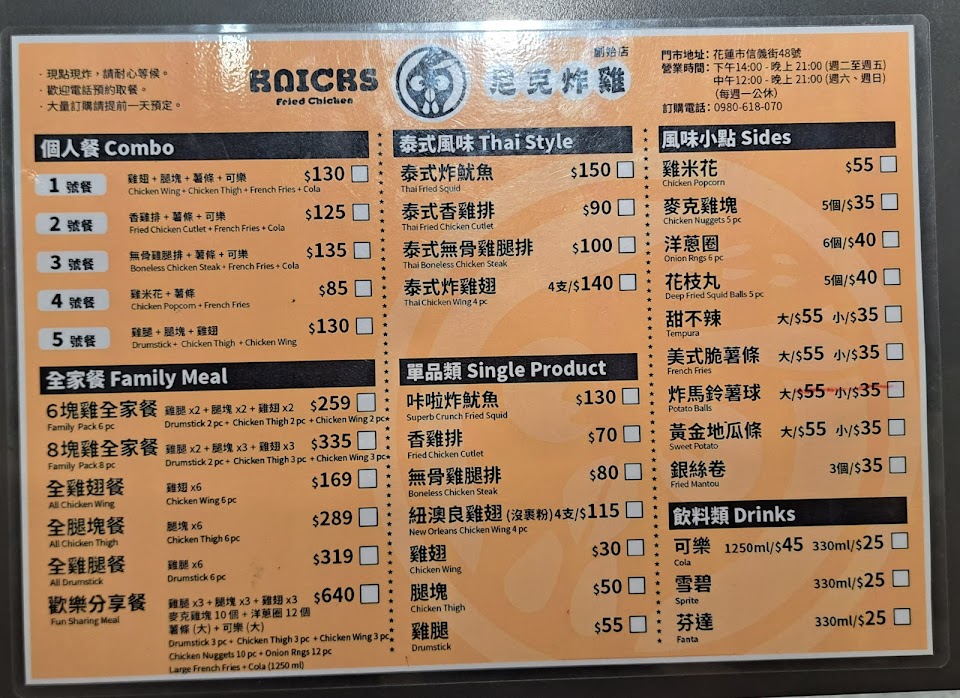 · 現點現炸，請耐心等候。
· 歡迎電話預約取餐。
· 大量訂購請提前一天預定。
KNICKS
Fried Chicken
創始店
尼克炸雞
門市地址：花蓮市信義街48號
營業時間：下午14:00 - 晚上 21:00 (週二至週五)
中午12:00 - 晚上 21:00 (週六、週日)
(每週一公休)
訂購電話：0980-618-070
個人餐 Combo
1 號餐 雞翅 + 腿塊 + 薯條 + 可樂 $130
Chicken Wing + Chicken Thigh + French Fries + Cola
2 號餐 香雞排 + 薯條 + 可樂 $125
Fried Chicken Cutlet + French Fries + Cola
3 號餐 無骨雞腿排 + 薯條 + 可樂 $135
Boneless Chicken Steak + French Fries + Cola
4 號餐 雞米花 + 薯條 $85
Chicken Popcorn + French Fries
5 號餐 雞腿 + 腿塊 + 雞翅 $130
Drumstick + Chicken Thigh + Chicken Wing
全家餐 Family Meal
6塊雞全家餐 雞腿 x2 + 腿塊 x2 + 雞翅 x2 $259
Family Pack 6 pc Drumstick 2 pc + Chicken Thigh 2 pc + Chicken Wing 2 pc
8塊雞全家餐 雞腿 x2 + 腿塊 x3 + 雞翅 x3 $335
Family Pack 8 pc Drumstick 2 pc + Chicken Thigh 3 pc + Chicken Wing 3 pc
全雞翅餐 雞翅 x6 $169
All Chicken Wing Chicken Wing 6 pc
全腿塊餐 腿塊 x6 $289
All Chicken Thigh Chicken Thigh 6 pc
全雞腿餐 雞腿 x6 $319
All Drumstick Drumstick 6 pc
歡樂分享餐 雞腿 x3 + 腿塊 x3 + 雞翅 x3 $640
Fun Sharing Meal 麥克雞塊 10 個 + 洋蔥圈 12 個
薯條 (大) + 可樂 (大)
Drumstick 3 pc + Chicken Thigh 3 pc + Chicken Wing 3 pc
Chicken Nuggets 10 pc + Onion Rngs 12 pc
Large French Fries + Cola (1250 ml)
泰式風味 Thai Style
泰式炸魷魚 $150
Thai Fried Squid
泰式香雞排 $90
Thai Fried Chicken Cutlet
泰式無骨雞腿排 $100
Thai Boneless Chicken Steak
泰式炸雞翅 4支/$140
Thai Chicken Wing 4 pc
單品類 Single Product
咔啦炸魷魚 $130
Superb Crunch Fried Squid
香雞排 $70
Fried Chicken Cutlet
無骨雞腿排 $80
Boneless Chicken Steak
紐澳良雞翅 (沒裹粉) 4支/$115
New Orleans Chicken Wing 4 pc
雞翅 $30
Chicken Wing
腿塊 $50
Chicken Thigh
雞腿 $55
Drumstick
風味小點 Sides
雞米花 $55
Chicken Popcorn
麥克雞塊 5個/$35
Chicken Nuggets 5 pc
洋蔥圈 6個/$40
Onion Rngs 6 pc
花枝丸 5個/$40
Deep Fried Squid Balls 5 pc
甜不辣 大/$55 小/$35
Tempura
美式脆薯條 大/$55 小/$35
French Fries
炸馬鈴薯球 大/$55 小/$35
Potato Balls
黃金地瓜條 大/$55 小/$35
Sweet Potato
銀絲卷 3個/$35
Fried Mantou
飲料類 Drinks
可樂 1250ml/$45 330ml/$25
Cola
雪碧 330ml/$25
Sprite
芬達 330ml/$25
Fanta